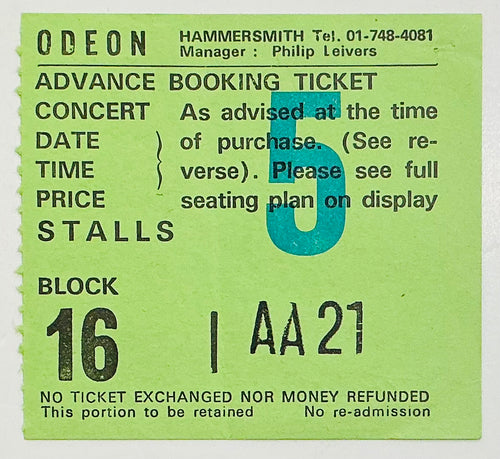 ODEON HAMMERSMITH Tel. 01-748-4081
Manager : Philip Leivers
ADVANCE BOOKING TICKET
CONCERT As advised at the time
DATE of purchase. (See re-
TIME verse). Please see full
PRICE seating plan on display
STALLS
5
BLOCK
16 | AA21
NO TICKET EXCHANGED NOR MONEY REFUNDED
This portion to be retained No re-admission